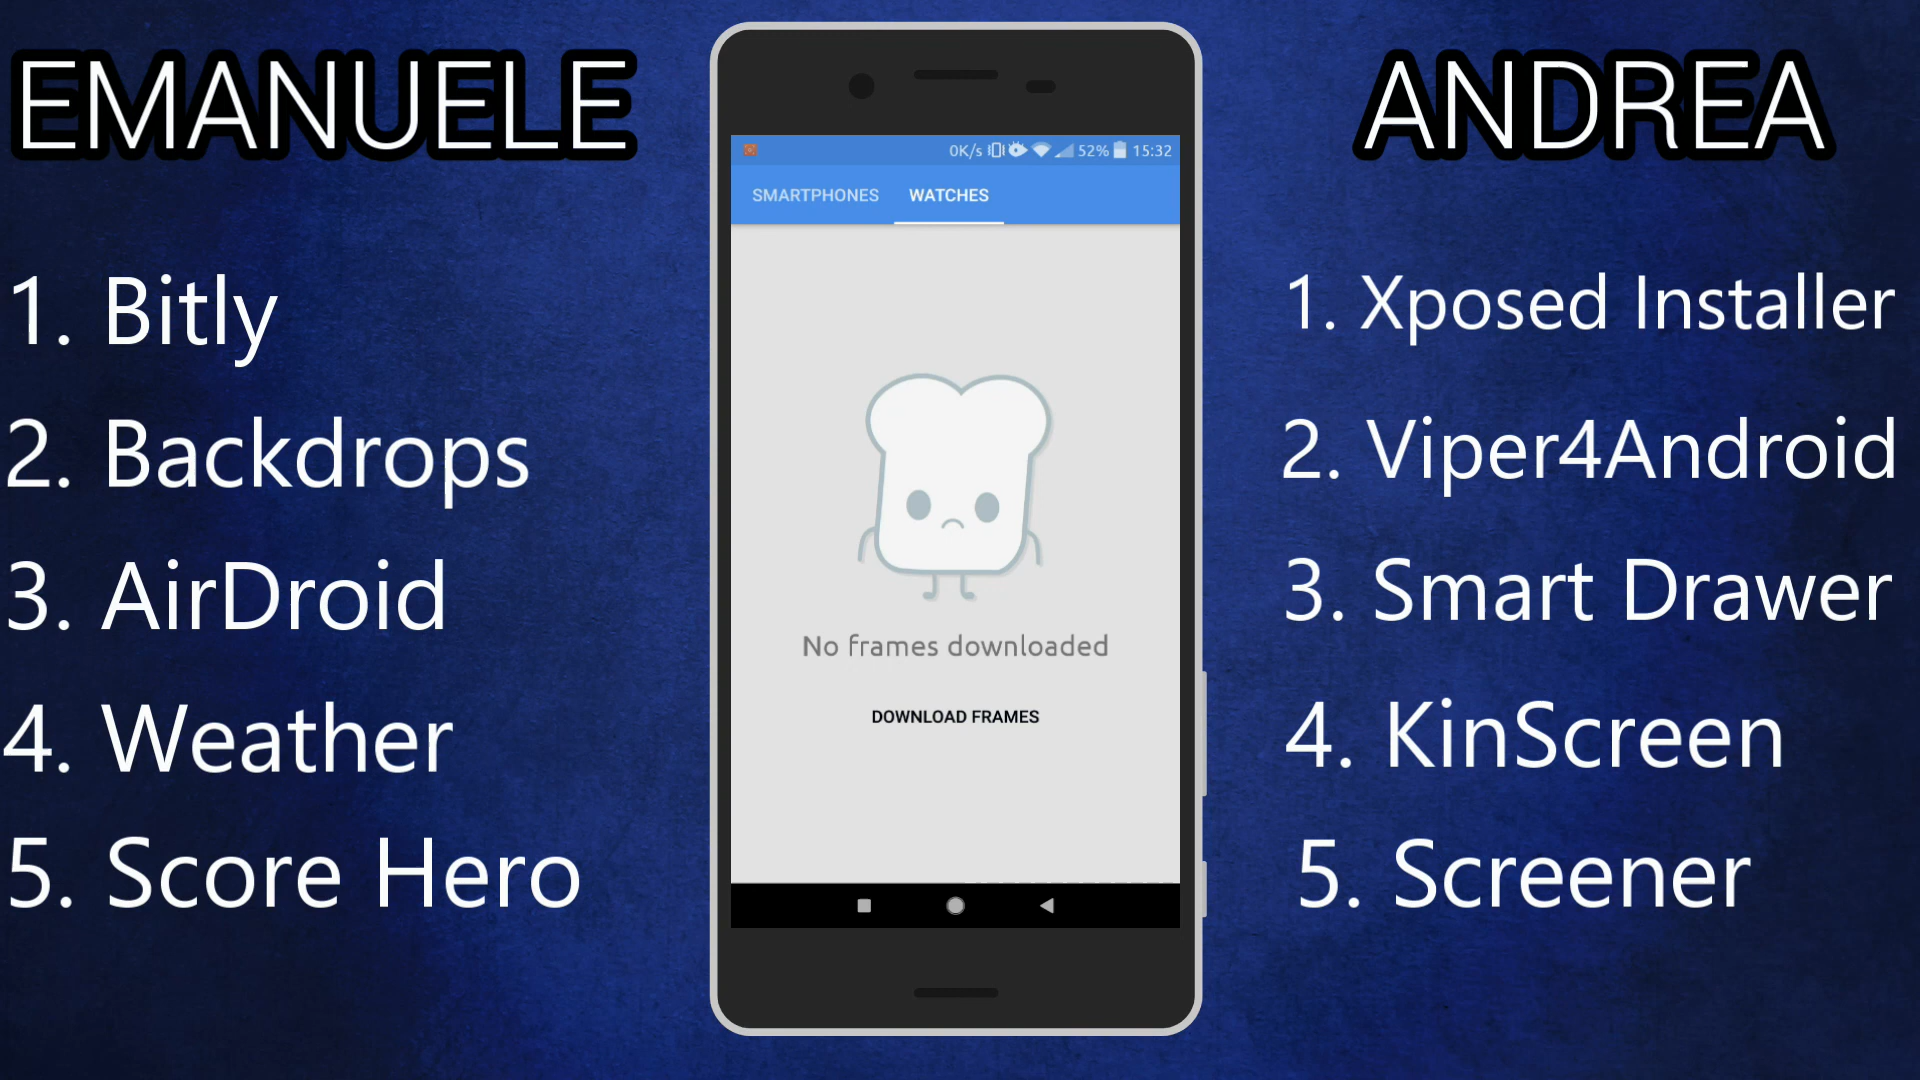 EMANUELE
1. Bitly
2. Backdrops
3. AirDroid
4. Weather
5. Score Hero
0K/s 52% 15:32
SMARTPHONES WATCHES
No frames downloaded
DOWNLOAD FRAMES
ANDREA
1. Xposed Installer
2. Viper4Android
3. Smart Drawer
4. KinScreen
5. Screener